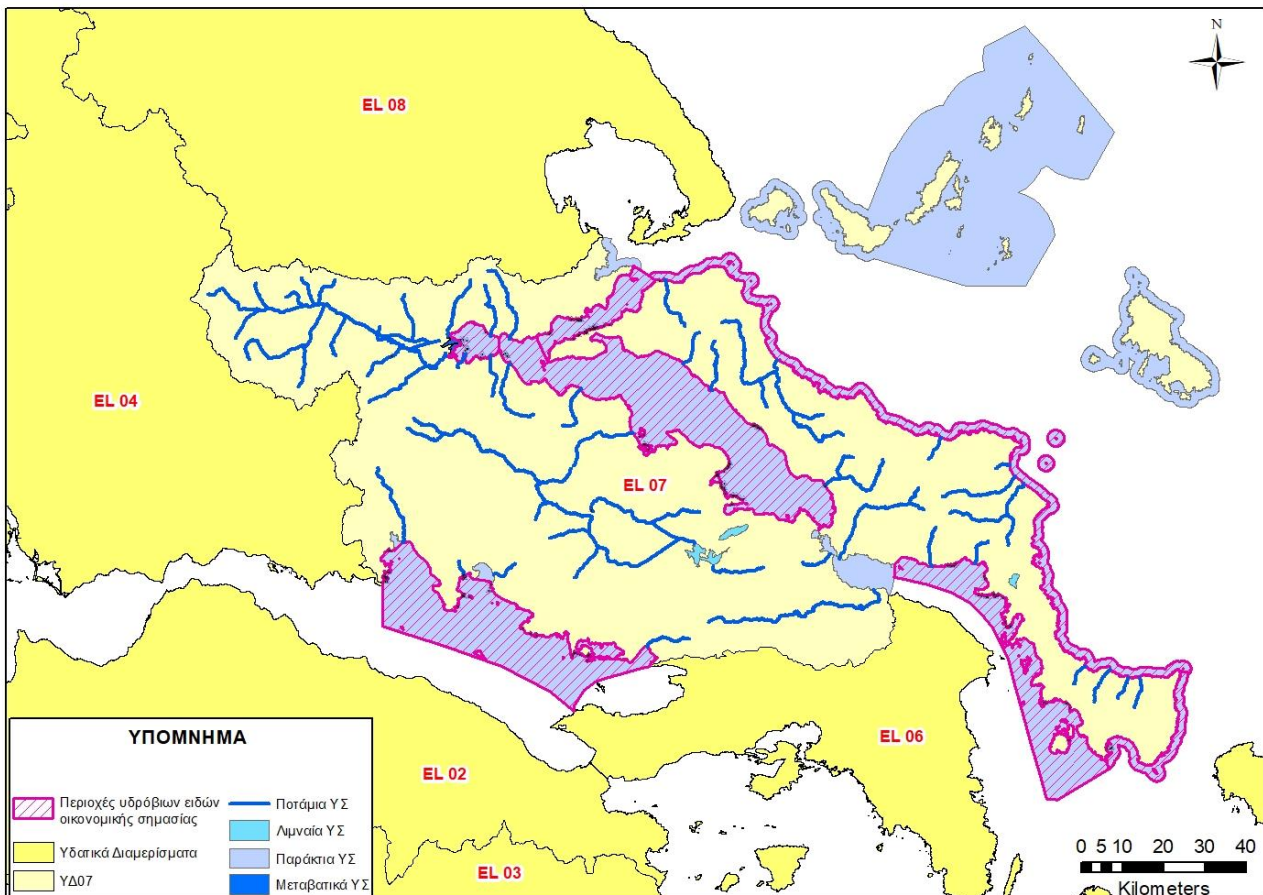 N
EL 08
EL 04
EL 07
EL 06
EL 02
EL 03
ΥΠΟΜΝΗΜΑ
Περιοχές υδρόβιων ειδών
οικονομικής σημασίας
Υδατικά Διαμερίσματα
ΥΔ07
Ποτάμια ΥΣ
Λιμναία ΥΣ
Παράκτια ΥΣ
Μεταβατικά ΥΣ
0 5 10 20 30 40
Kilometers